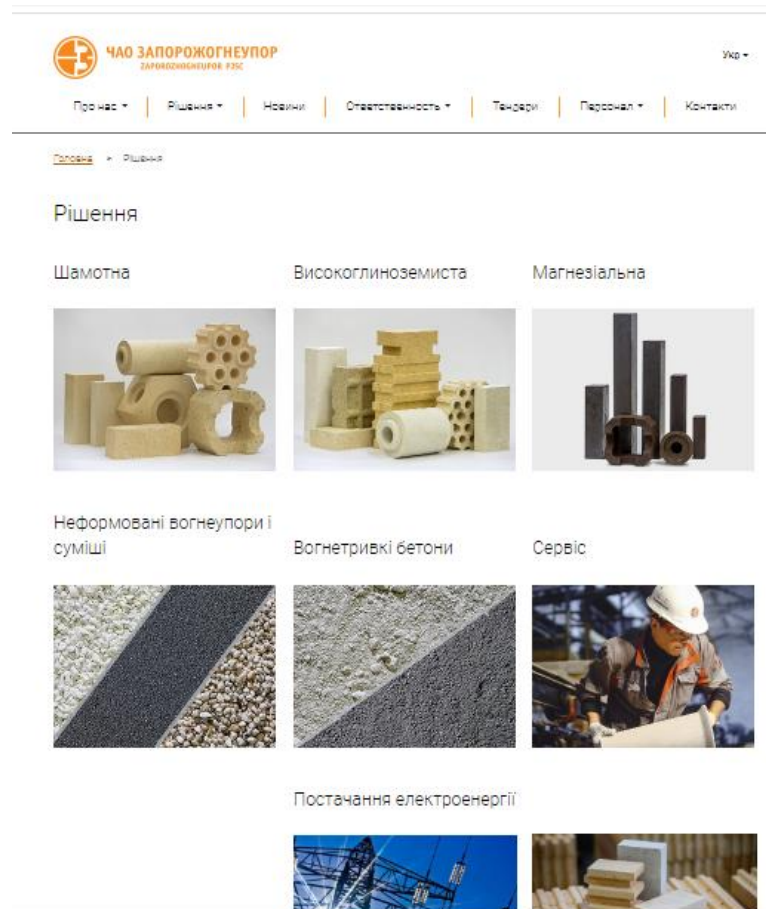 ЧАО ЗАПОРОЖОГНЕУПОР
ZAPOROZHOGNEUPOR PJSC
Укр
Про нас
Рішення
Новини
Ответственность
Тендери
Персонал
Контакти
Головна > Рішення
Рішення
Шамотна
Високоглиноземиста
Магнезіальна
Неформовані вогнеупори і
суміші
Вогнетривкі бетони
Сервіс
Постачання електроенергії